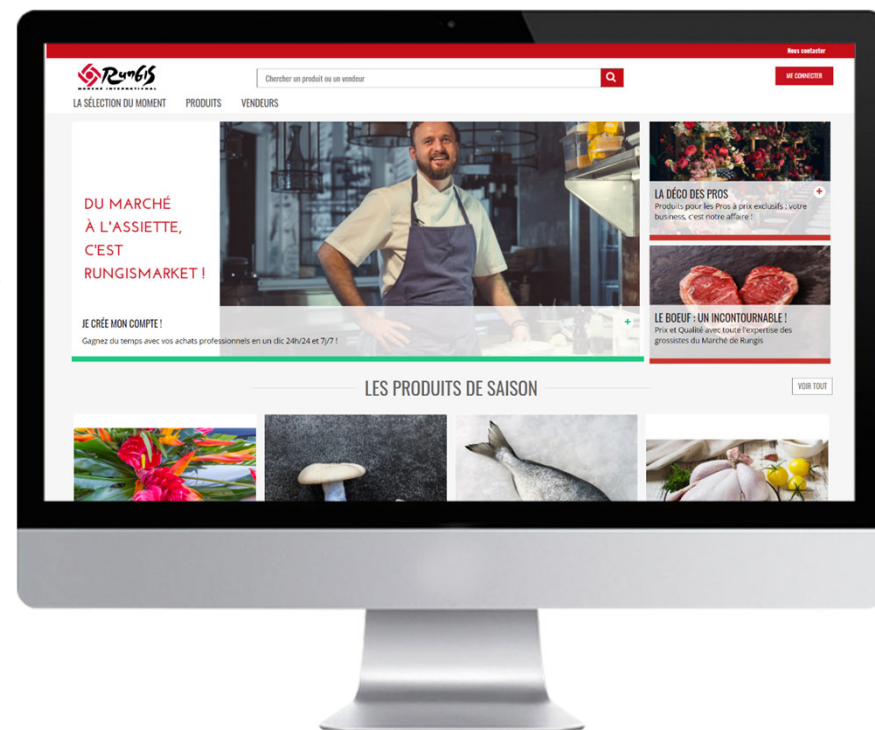 Nous contacter
Rungis
MARCHÉ INTERNATIONAL
Chercher un produit ou un vendeur
ME CONNECTER
LA SÉLECTION DU MOMENT PRODUITS VENDEURS
DU MARCHÉ
À L'ASSIETTE,
C'EST
RUNGISMARKET !
JE CRÉE MON COMPTE !
+
Gagnez du temps avec vos achats professionnels en un clic 24h/24 et 7j/7 !
LA DÉCO DES PROS
+
Produits pour les Pros à prix exclusifs : votre
business, c'est notre affaire !
LE BOEUF : UN INCONTOURNABLE !
Prix et Qualité avec toute l'expertise des
grossistes du Marché de Rungis
LES PRODUITS DE SAISON
VOIR TOUT